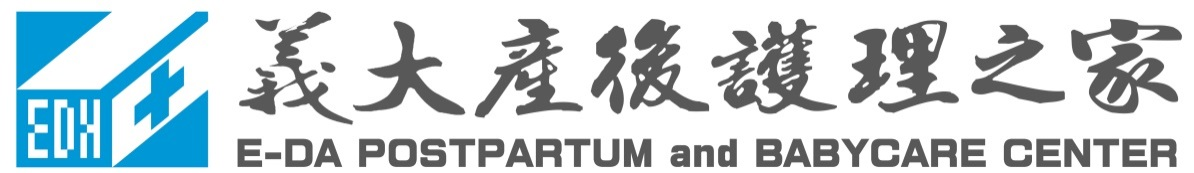 EDH
義大產後護理之家
E-DA POSTPARTUM and BABYCARE CENTER